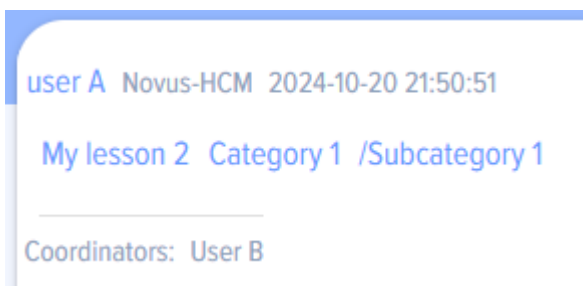 user A Novus-HCM 2024-10-20 21:50:51
My lesson 2 Category 1 /Subcategory 1
Coordinators: User B